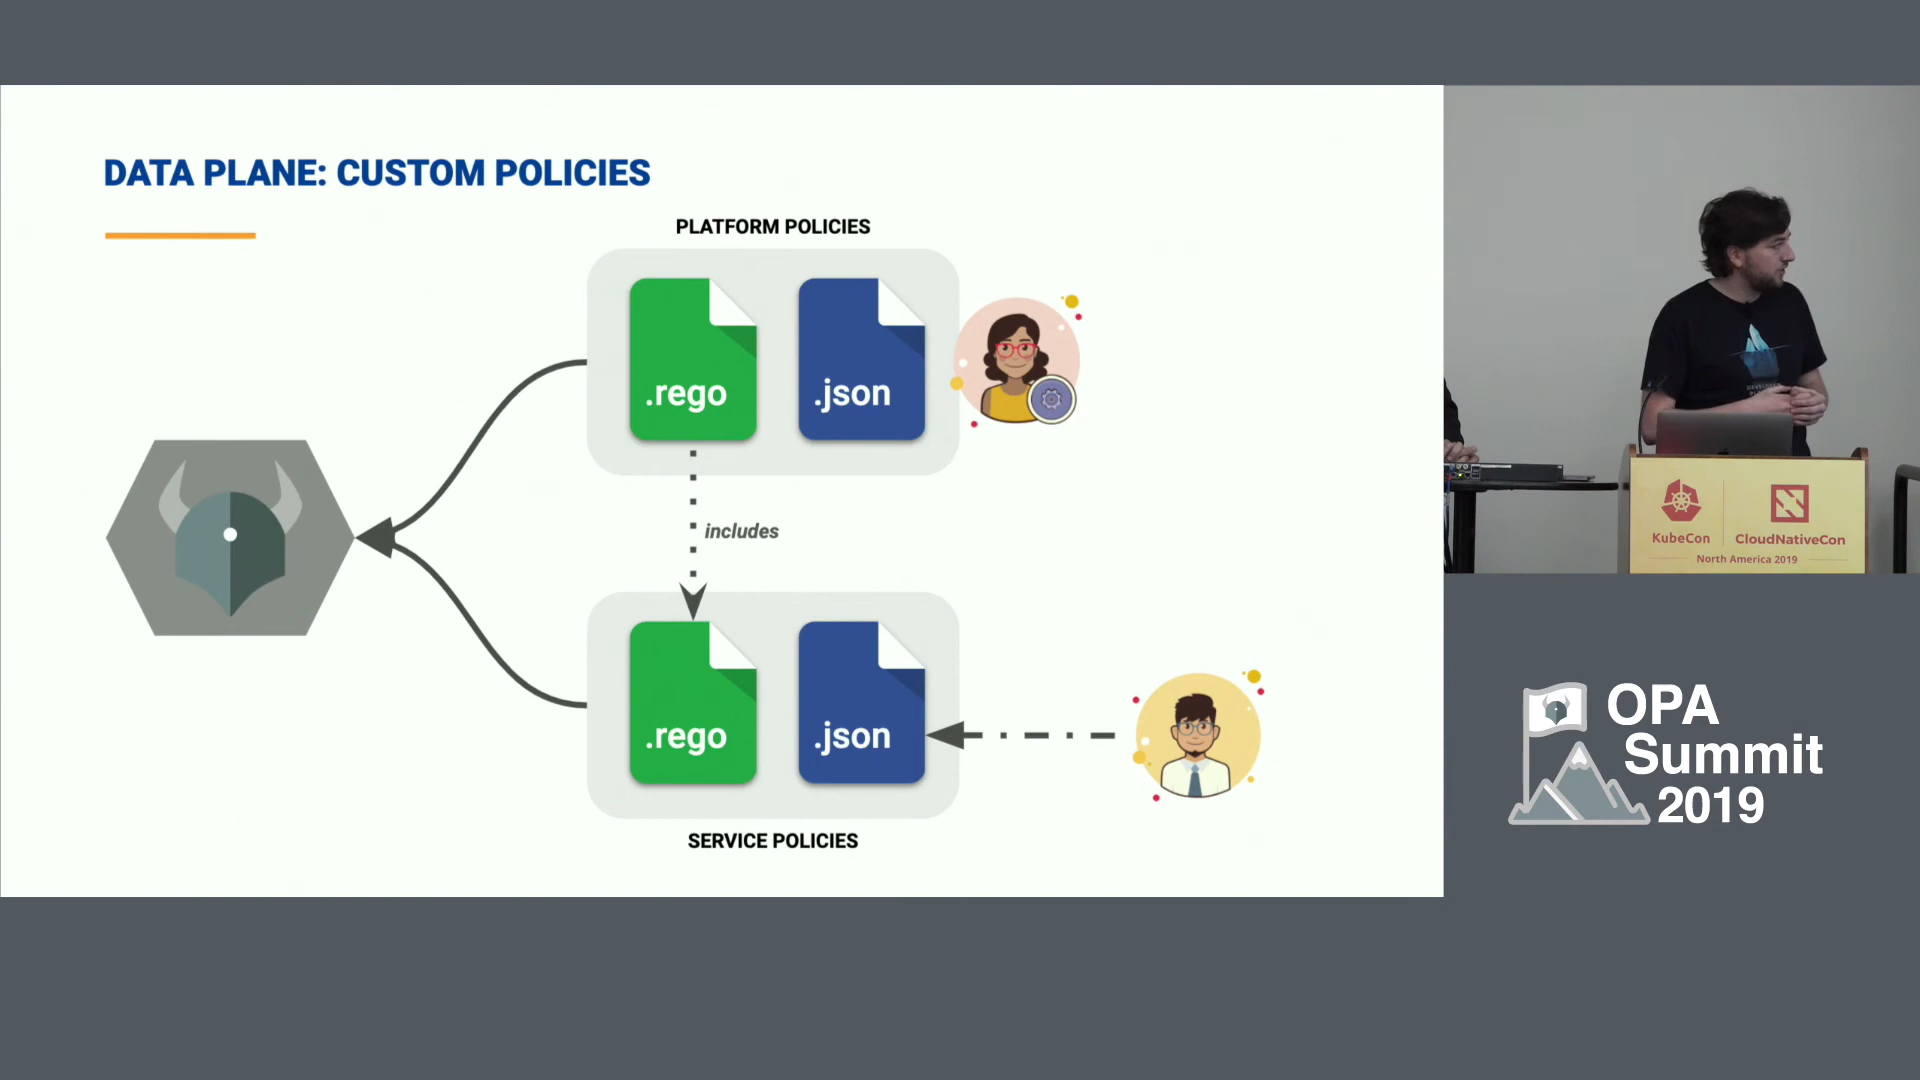 DATA PLANE: CUSTOM POLICIES
PLATFORM POLICIES
.rego
.json
includes
.rego
.json
SERVICE POLICIES
KubeCon
CloudNativeCon
North America 2019
OPA
Summit
2019